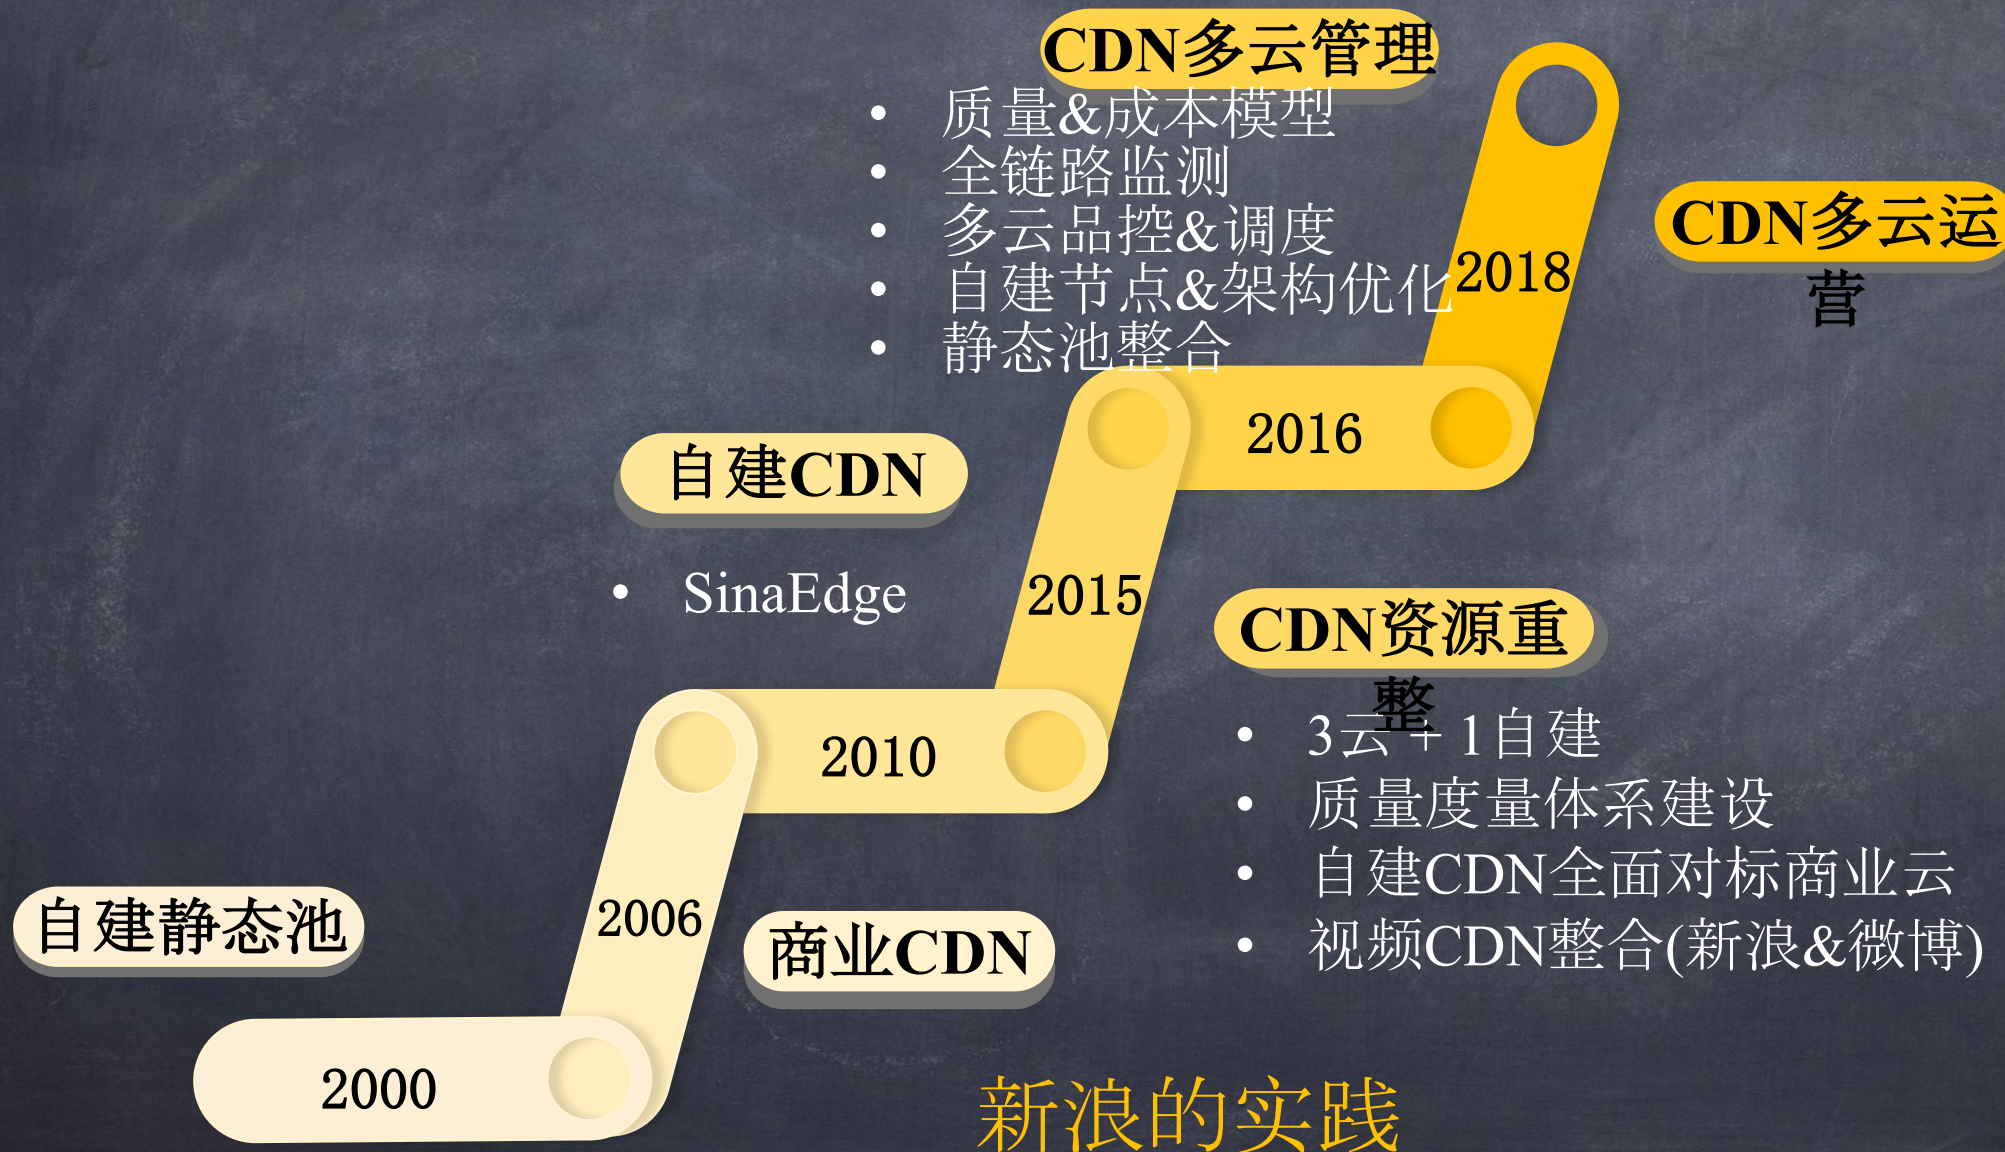 CDN多云管理
• 质量&成本模型
• 全链路监测
• 多云品控&调度
• 自建节点&架构优化
• 静态池整合
2018
CDN多云运
营
2016
自建CDN
• SinaEdge
2015
CDN资源重
整
• 3云 + 1自建
• 质量度量体系建设
• 自建CDN全面对标商业云
• 视频CDN整合(新浪&微博)
2010
2006
自建静态池
商业CDN
2000
新浪的实践